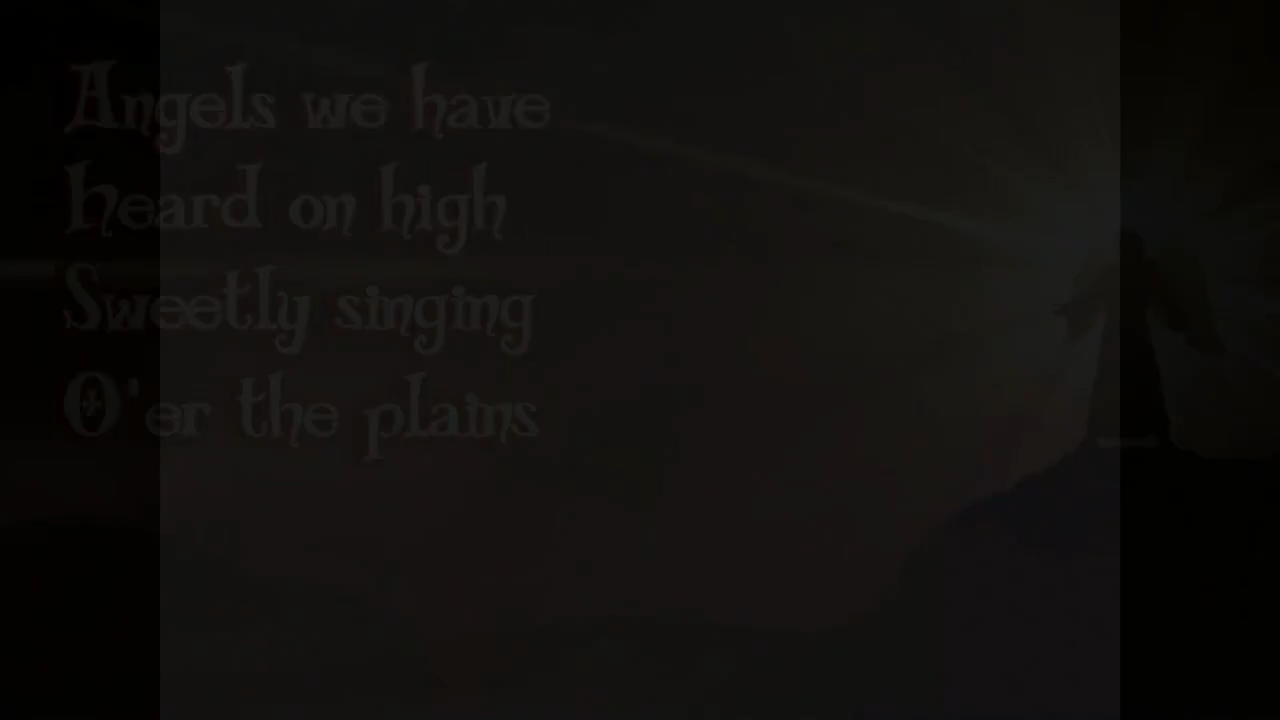 Angels we have
heard on high
Sweetly singing
O'er the plains